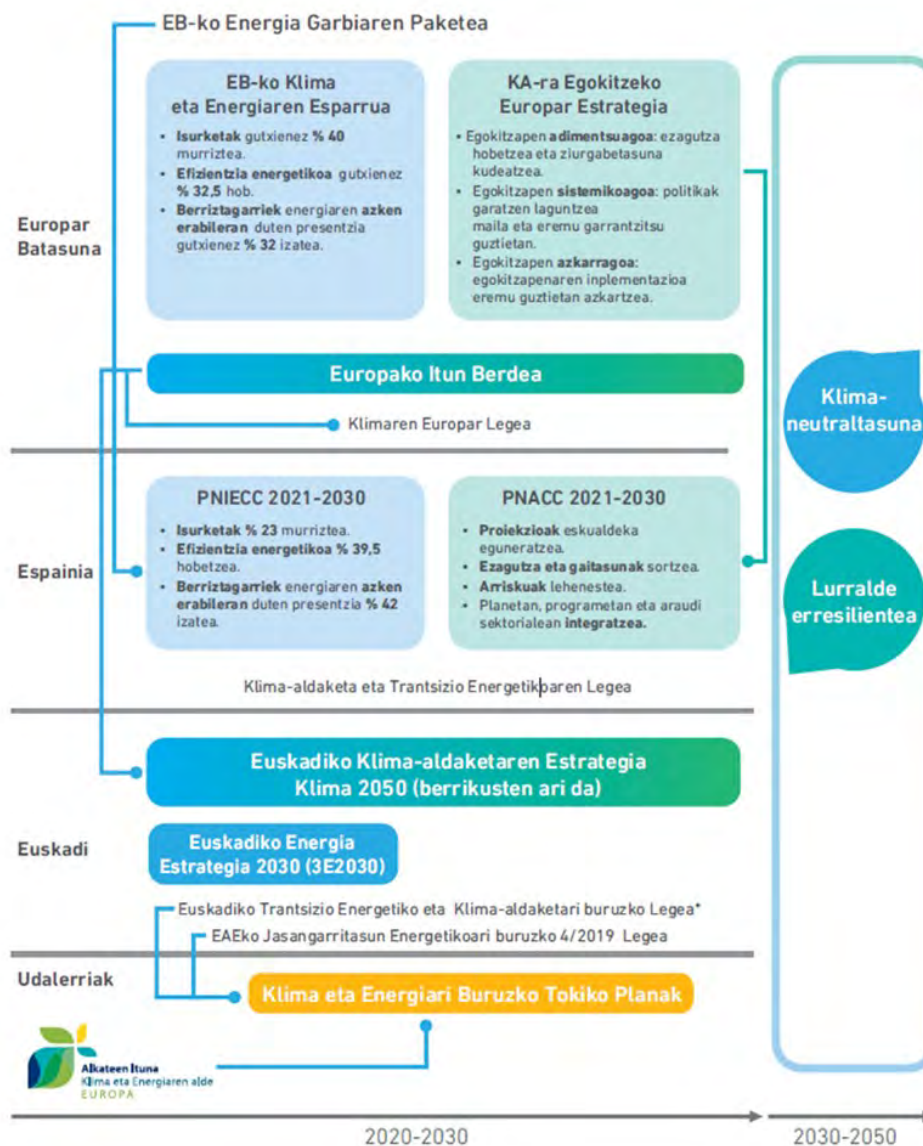 EB-ko Energia Garbiaren Paketea
EB-ko Klima
eta Energiaren Esparrua
• Isurketak gutxienez % 40
murriztea.
• Efizientzia energetikoa gutxienez
% 32,5 hob.
• Berriztagarriek energiaren azken
erabileran duten presentzia
gutxienez % 32 izatea.
KA-ra Egokitzeko
Europar Estrategia
• Egokitzapen adimentsuagoa: ezagutza
hobetzea eta ziurgabetasuna
kudeatzea.
• Egokitzapen sistemikoagoa: politikak
garatzen laguntzea
maila eta eremu garrantzitsu
guztietan.
• Egokitzapen azkarragoa:
egokitzapenaren inplementazioa
eremu guztietan azkartzea.
Europar
Batasuna
Europako Itun Berdea
Klimaren Europar Legea
Klima-
neutraltasuna
PNIECC 2021-2030
• Isurketak % 23 murriztea.
• Efizientzia energetikoa % 39,5
hobetzea.
• Berriztagarriek energiaren azken
erabileran duten presentzia % 42
izatea.
PNACC 2021-2030
• Proiekzioak eskualdeka
eguneratzea.
• Ezagutza eta gaitasunak sortzea.
• Arriskuak lehenestea.
• Planetan, programetan eta araudi
sektorialean integratzea.
Espainia
Lurralde
erresilientea
Klima-aldaketa eta Trantsizio Energetikoaren Legea
Euskadiko Klima-aldaketaren Estrategia
Klima 2050 (berrikusten ari da)
Euskadi
Euskadiko Energia
Estrategia 2030 (3E2030)
Euskadiko Trantsizio Energetiko eta Klima-aldaketari buruzko Legea*
EAEko Jasangarritasun Energetikoari buruzko 4/2019 Legea
Udalerriak
Klima eta Energiari Buruzko Tokiko Planak
Alkateen Ituna
Klima eta Energiaren alde
EUROPA
2020-2030
2030-2050